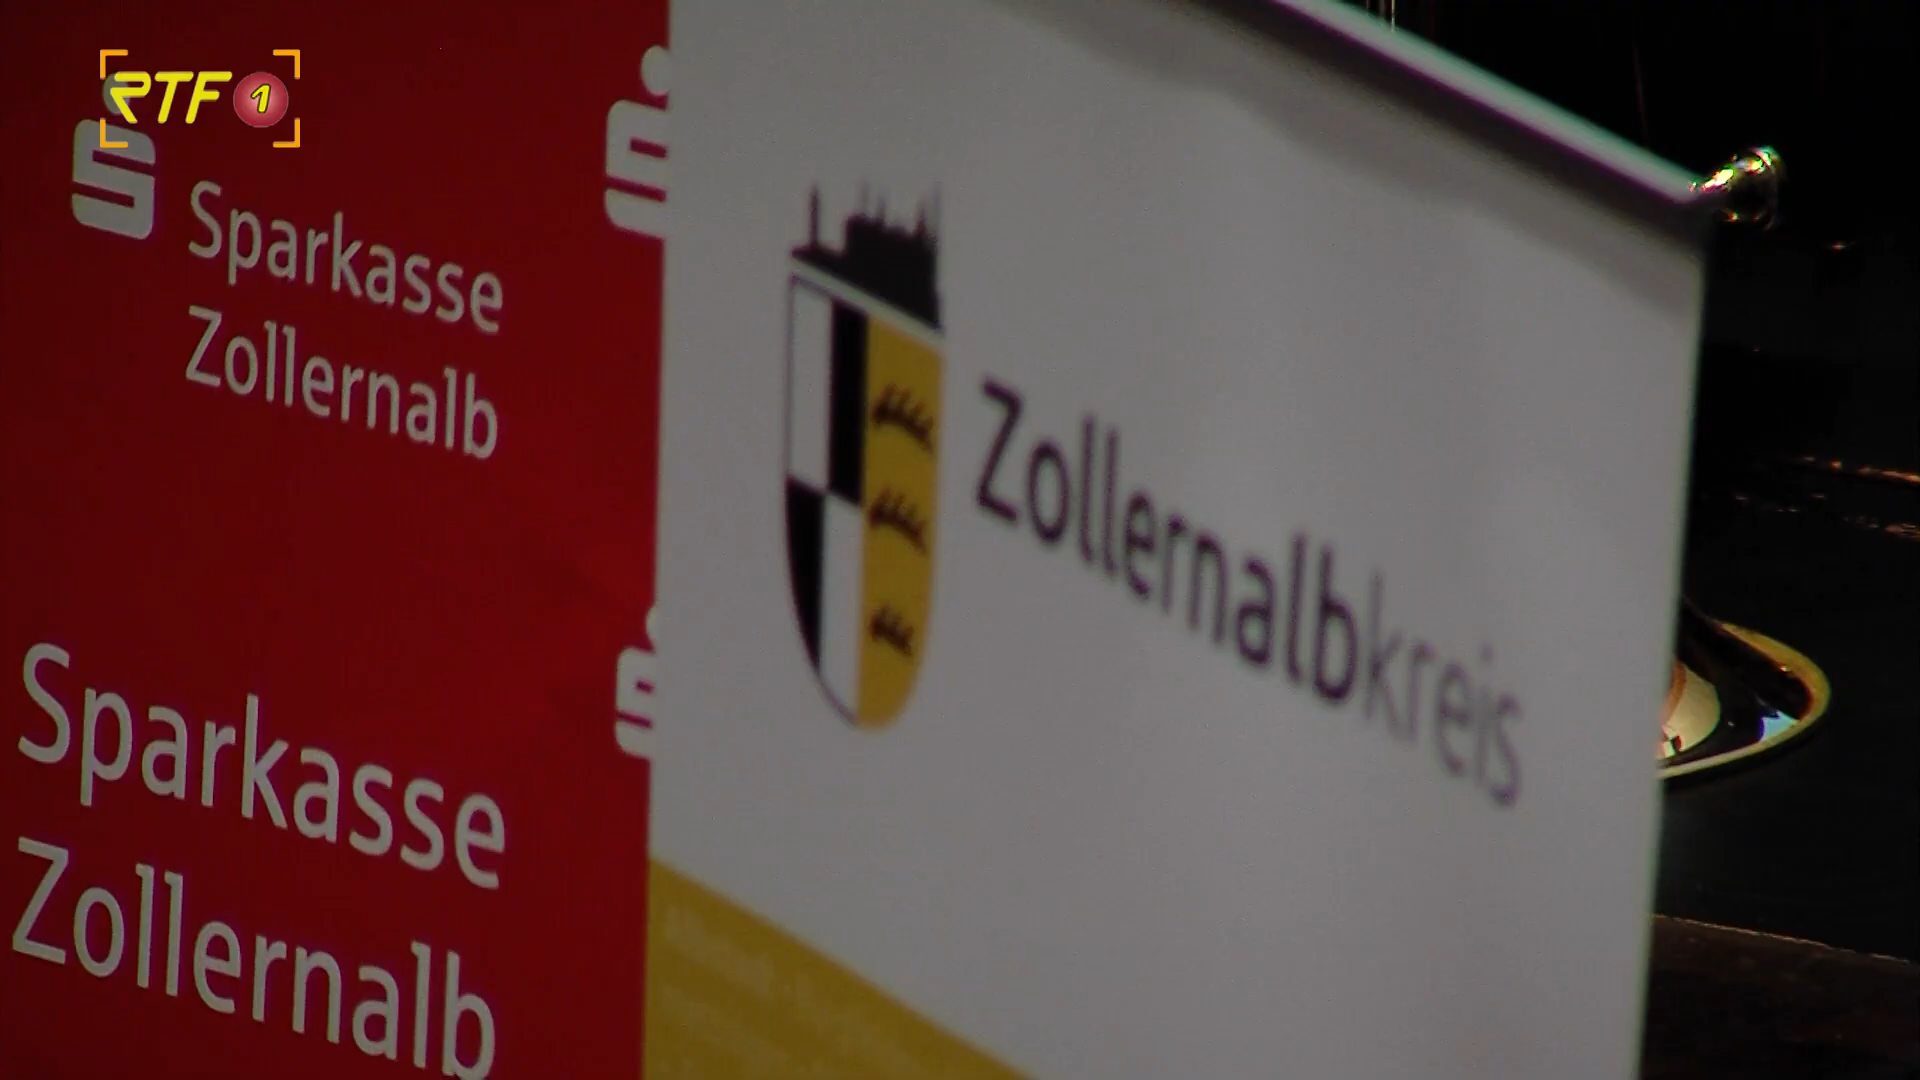 RTF 1
Sparkasse
Zollernalb
Sparkasse
Zollernalb
Zollernalbkreis